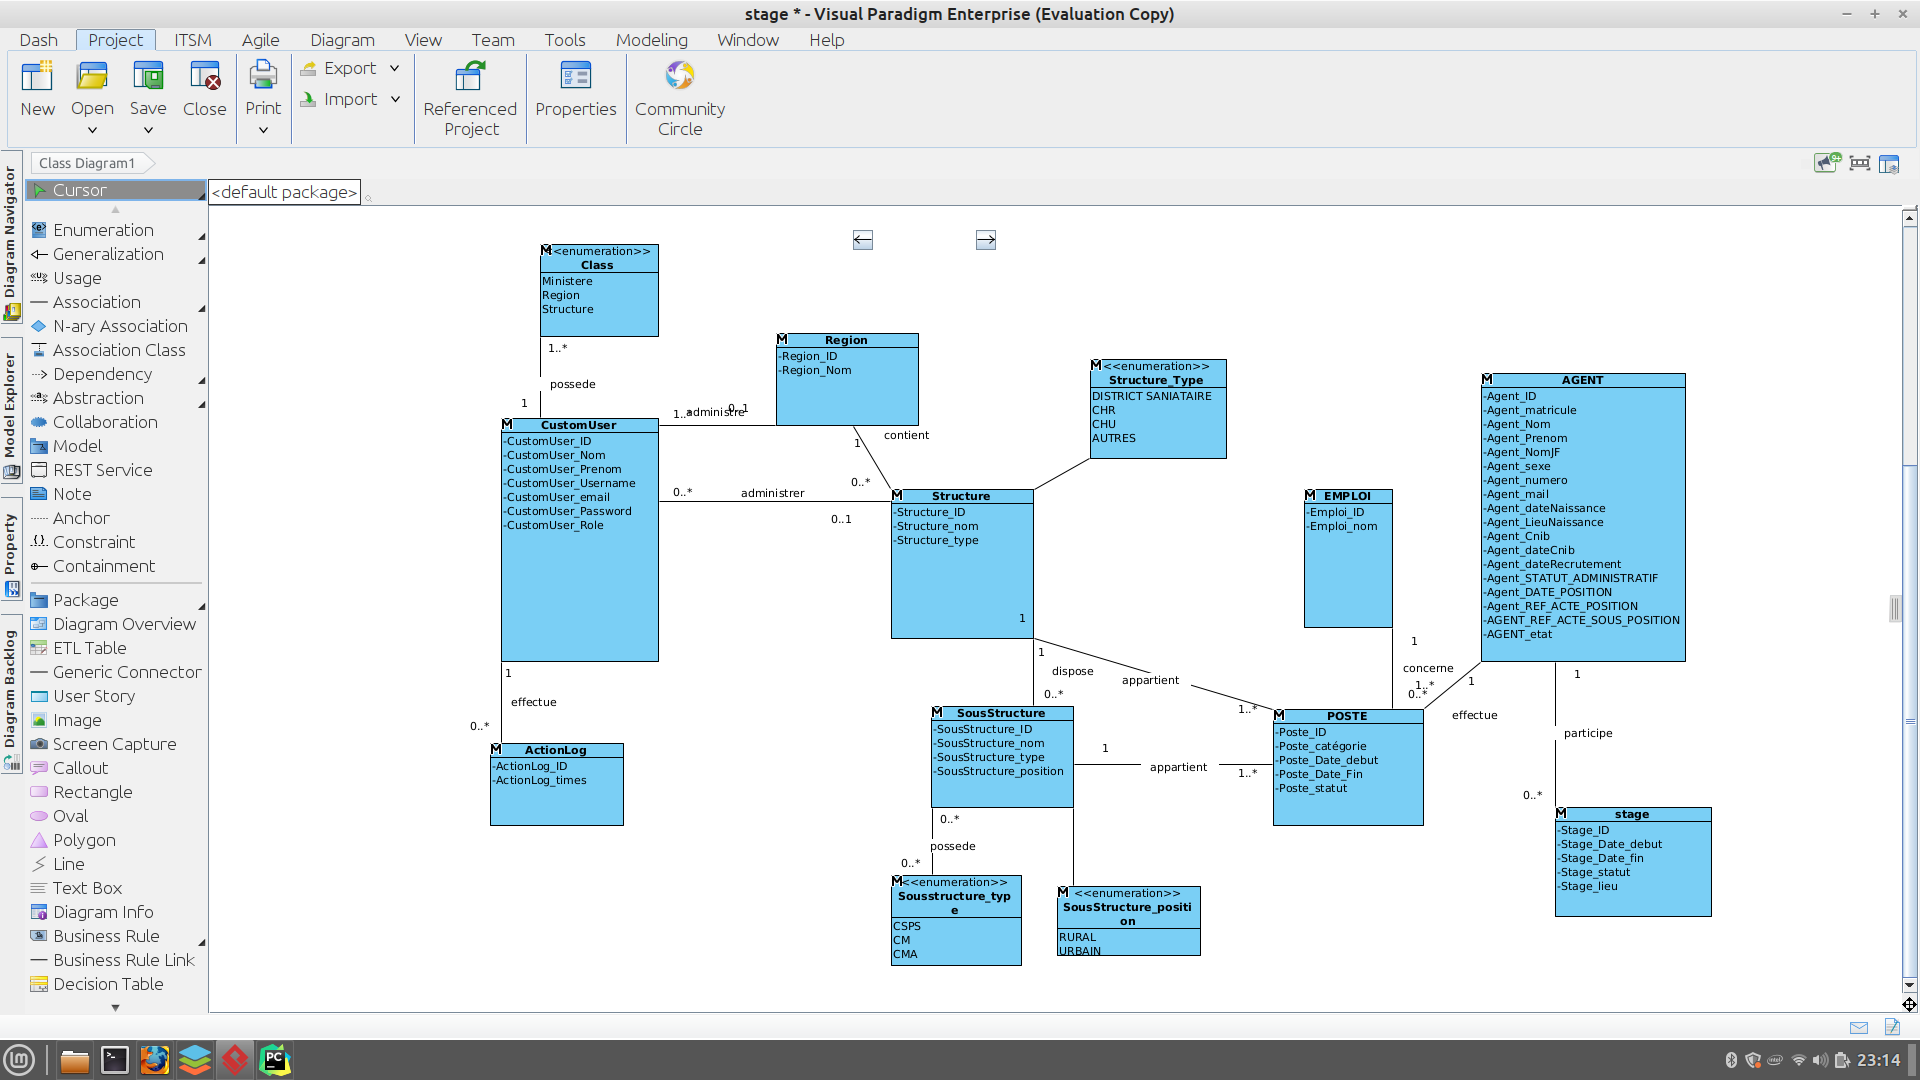 stage * - Visual Paradigm Enterprise (Evaluation Copy)
Dash Project ITSM Agile Diagram View Team Tools Modeling Window Help
New
Open
Save
Close
Print
Export
Import
Referenced
Project
Properties
Community
Circle
Class Diagram1
9+
Diagram Navigator
Model Explorer
Property
Diagram Backlog
Cursor
Enumeration
Generalization
Usage
Association
N-ary Association
Association Class
Dependency
Abstraction
Collaboration
Model
REST Service
Note
Anchor
Constraint
Containment
Package
Diagram Overview
ETL Table
Generic Connector
User Story
Image
Screen Capture
Callout
Rectangle
Oval
Polygon
Line
Text Box
Diagram Info
Business Rule
Business Rule Link
Decision Table
<default package>
M
<<enumeration>>
Class
Ministere
Region
Structure
1..*
possede
1
M
CustomUser
-CustomUser_ID
-CustomUser_Nom
-CustomUser_Prenom
-CustomUser_Username
-CustomUser_email
-CustomUser_Password
-CustomUser_Role
1
effectue
0..*
M
ActionLog
-ActionLog_ID
-ActionLog_times
1..*
administre
0..1
M
Region
-Region_ID
-Region_Nom
1
contient
0..*
0..*
administrer
0..1
M
<<enumeration>>
Structure_Type
DISTRICT SANIATAIRE
CHR
CHU
AUTRES
M
Structure
-Structure_ID
-Structure_nom
-Structure_type
1
1
dispose
0..*
appartient
1..*
M
SousStructure
-SousStructure_ID
-SousStructure_nom
-SousStructure_type
-SousStructure_position
1
appartient
1..*
0..*
possede
0..*
M
<<enumeration>>
Sousstructure_typ
e
CSPS
CM
CMA
M
<<enumeration>>
SousStructure_positi
on
RURAL
URBAIN
M
EMPLOI
-Emploi_ID
-Emploi_nom
1
concerne
1..*
0..*
1
effectue
M
POSTE
-Poste_ID
-Poste_catégorie
-Poste_Date_debut
-Poste_Date_Fin
-Poste_statut
M
AGENT
-Agent_ID
-Agent_matricule
-Agent_Nom
-Agent_Prenom
-Agent_NomJF
-Agent_sexe
-Agent_numero
-Agent_mail
-Agent_dateNaissance
-Agent_LieuNaissance
-Agent_Cnib
-Agent_dateCnib
-Agent_dateRecrutement
-Agent_STATUT_ADMINISTRATIF
-Agent_DATE_POSITION
-Agent_REF_ACTE_POSITION
-AGENT_REF_ACTE_SOUS_POSITION
-AGENT_etat
1
participe
0..*
M
stage
-Stage_ID
-Stage_Date_debut
-Stage_Date_fin
-Stage_statut
-Stage_lieu
PC
23:14